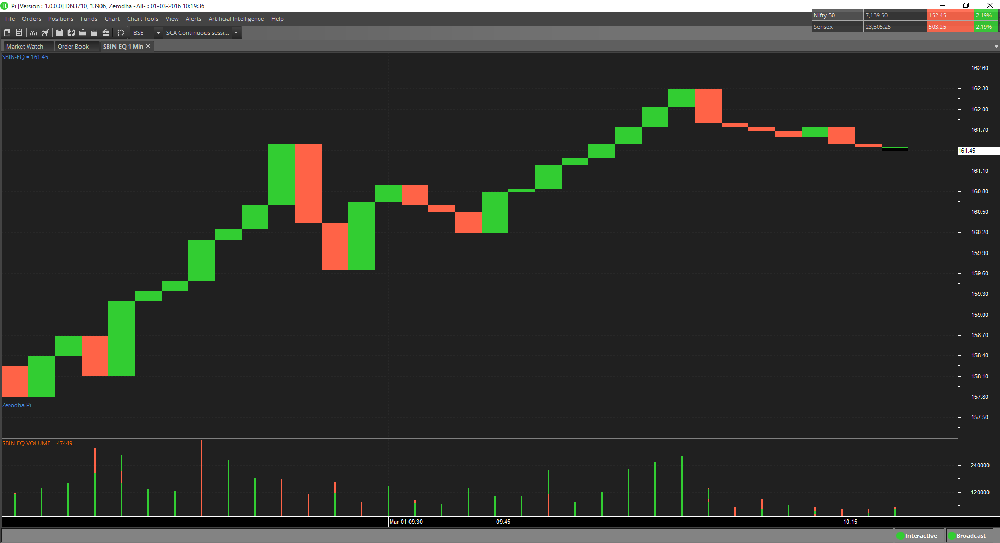 Pi [Version : 1.0.0.0] DN3710, 13906, Zerodha -All- : 01-03-2016 10:19:36
File Orders Positions Funds Chart Chart Tools View Alerts Artificial Intelligence Help
Nifty 50 7,139.50 152.45 2.19%
Sensex 23,505.25 503.25 2.19%
BSE SCA Continuous sessi...
Market Watch Order Book SBIN-EQ 1 Min
SBIN-EQ = 161.45
162.60
162.30
162.00
161.70
161.45
161.10
160.80
160.50
160.20
159.90
159.60
159.30
159.00
158.70
158.40
158.10
157.80
Zerodha Pi
157.50
SBIN-EQ.VOLUME = 47449
240000
120000
Mar 01 09:30 09:45 10:15
Interactive Broadcast